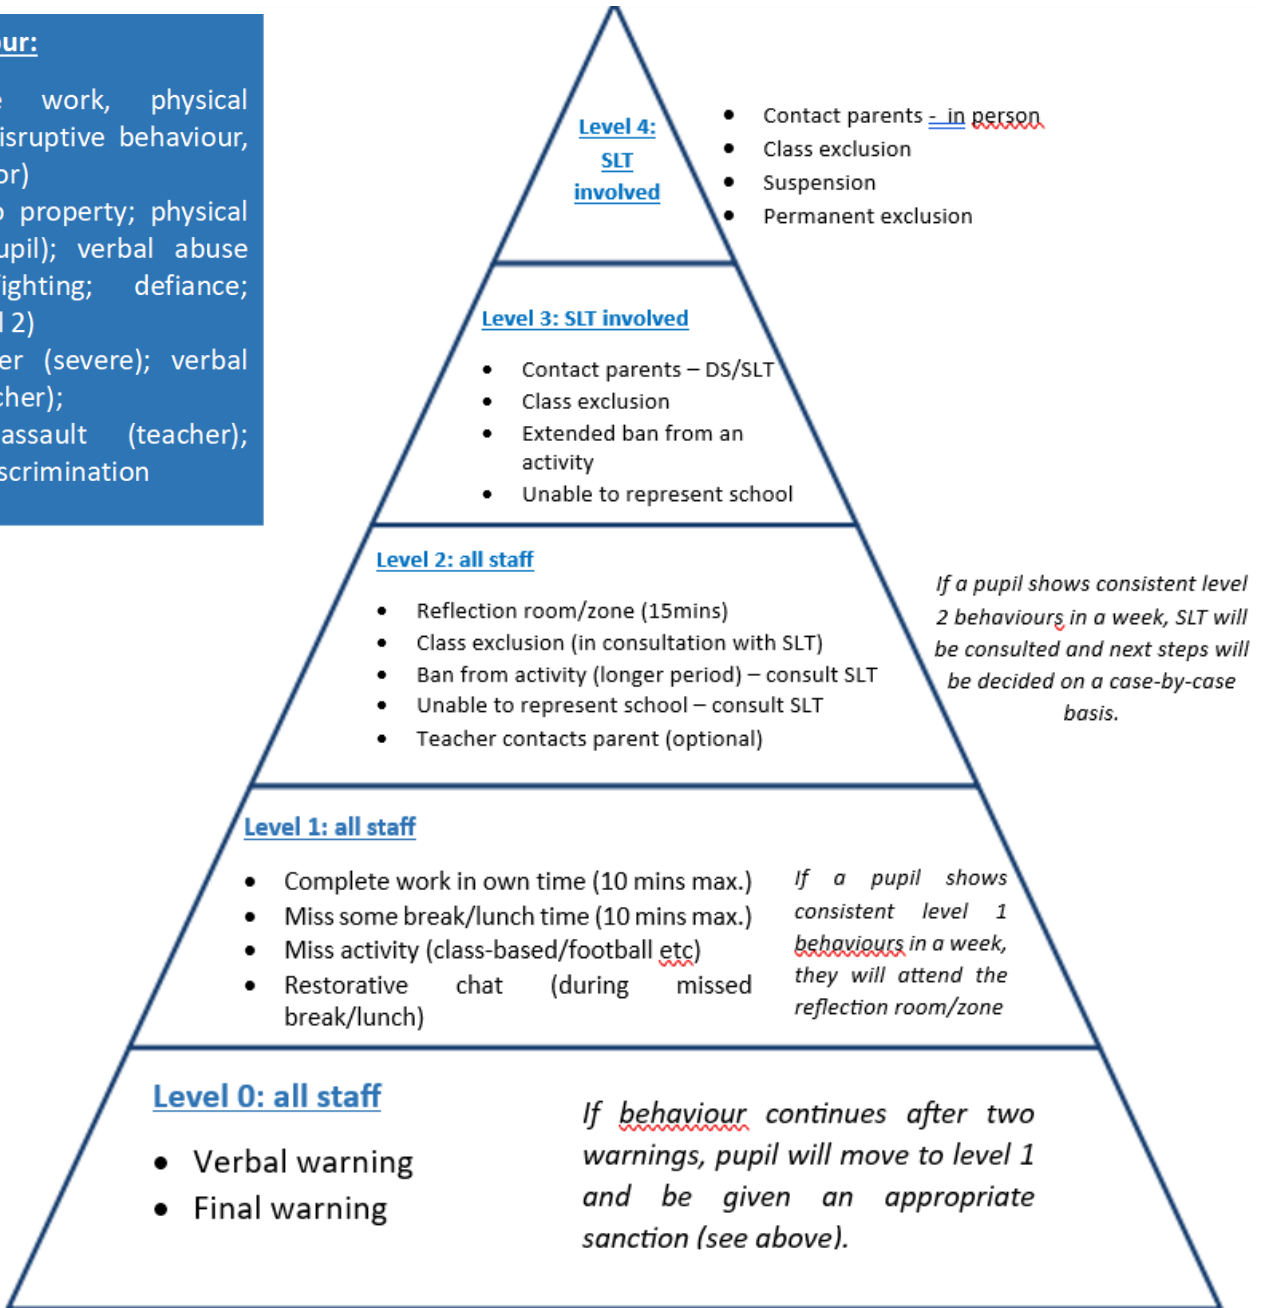 our:
e work, physical
isruptive behaviour,
or)
o property; physical
upil); verbal abuse
ighting; defiance;
l 2)
er (severe); verbal
cher);
assault (teacher);
scrimination
Level 4:
SLT
involved
• Contact parents - in person
• Class exclusion
• Suspension
• Permanent exclusion
Level 3: SLT involved
• Contact parents – DS/SLT
• Class exclusion
• Extended ban from an
activity
• Unable to represent school
Level 2: all staff
• Reflection room/zone (15mins)
• Class exclusion (in consultation with SLT)
• Ban from activity (longer period) – consult SLT
• Unable to represent school – consult SLT
• Teacher contacts parent (optional)
If a pupil shows consistent level
2 behaviours in a week, SLT will
be consulted and next steps will
be decided on a case-by-case
basis.
Level 1: all staff
• Complete work in own time (10 mins max.)
• Miss some break/lunch time (10 mins max.)
• Miss activity (class-based/football etc)
• Restorative chat (during missed
break/lunch)
If a pupil shows
consistent level 1
behaviours in a week,
they will attend the
reflection room/zone
Level 0: all staff
• Verbal warning
• Final warning
If behaviour continues after two
warnings, pupil will move to level 1
and be given an appropriate
sanction (see above).